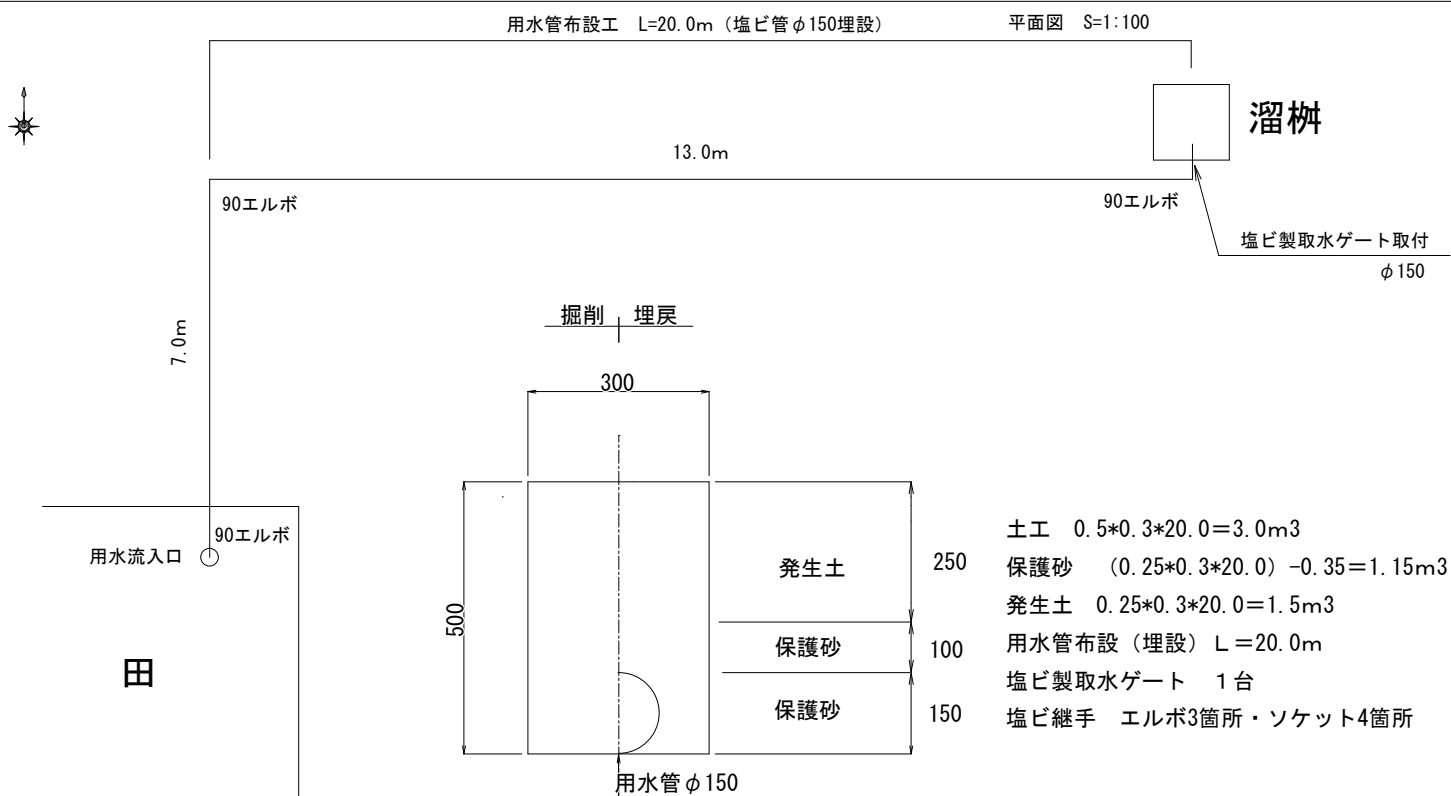 用水管布設工 L=20.0m（塩ビ管φ150埋設）
平面図 S=1:100
溜桝
13.0m
90エルボ
90エルボ
塩ビ製取水ゲート取付
φ150
7.0m
掘削 埋戻
300
500
90エルボ
用水流入口
田
発生土
250
保護砂
100
保護砂
150
用水管φ150
土工 0.5*0.3*20.0＝3.0m3
保護砂 （0.25*0.3*20.0）-0.35＝1.15m3
発生土 0.25*0.3*20.0＝1.5m3
用水管布設（埋設）Ｌ＝20.0m
塩ビ製取水ゲート １台
塩ビ継手 エルボ3箇所・ソケット4箇所